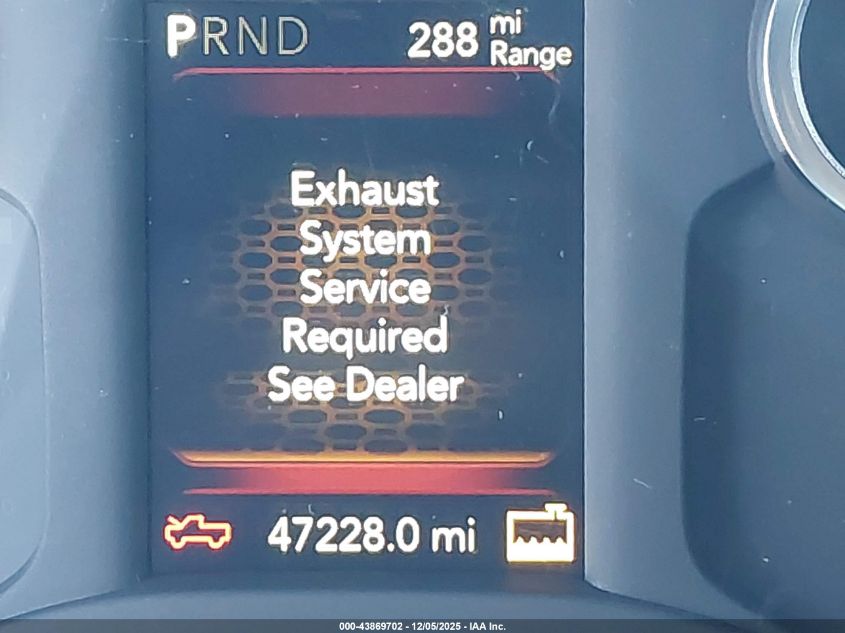 PRND
288 mi Range
Exhaust
System
Service
Required
See Dealer
47228.0 mi
000-43869702 - 12/05/2025 - IAA Inc.